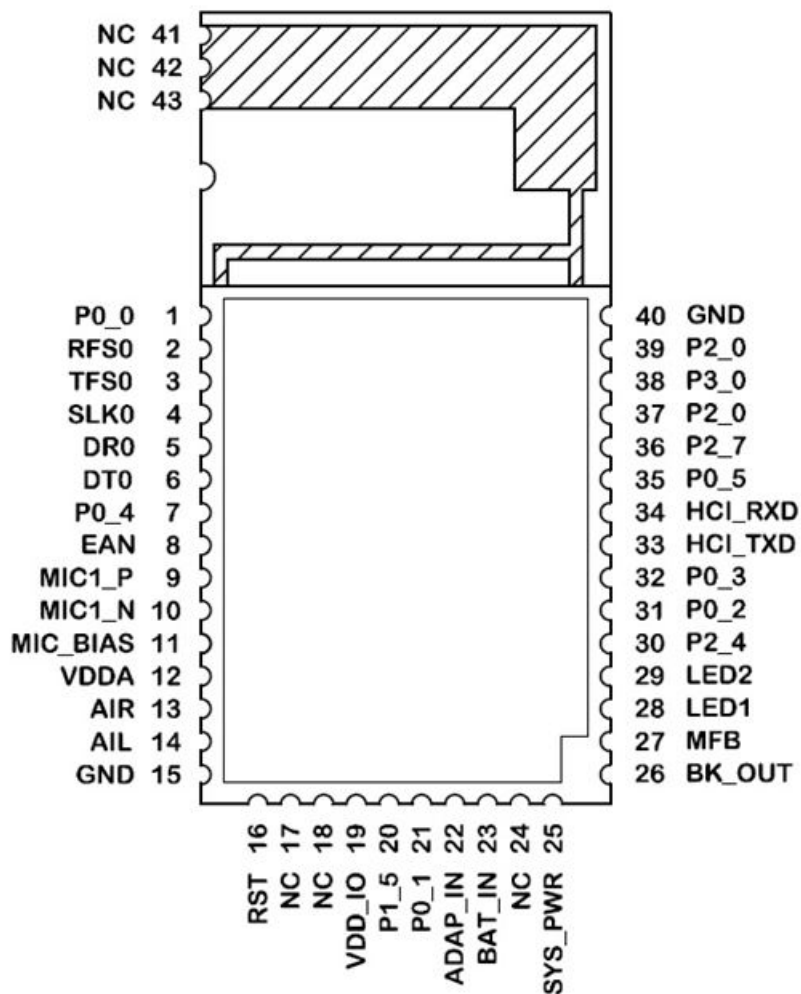 NC 41
NC 42
NC 43
P0_0 1
RFS0 2
TFS0 3
SLK0 4
DR0 5
DT0 6
P0_4 7
EAN 8
MIC1_P 9
MIC1_N 10
MIC_BIAS 11
VDDA 12
AIR 13
AIL 14
GND 15
RST 16
NC 17
NC 18
VDD_IO 19
P1_5 20
P0_1 21
ADAP_IN 22
BAT_IN 23
NC 24
SYS_PWR 25
40 GND
39 P2_0
38 P3_0
37 P2_0
36 P2_7
35 P0_5
34 HCI_RXD
33 HCI_TXD
32 P0_3
31 P0_2
30 P2_4
29 LED2
28 LED1
27 MFB
26 BK_OUT